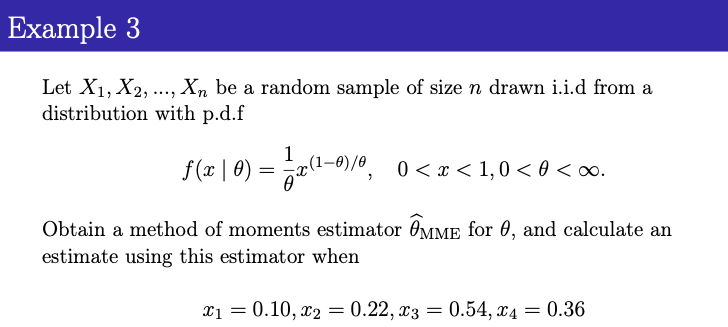 Example 3
Let X₁, X₂, ..., Xₙ be a random sample of size n drawn i.i.d from a
distribution with p.d.f
f(x | θ) = 1/θ x^{(1−θ)/θ}, 0 < x < 1, 0 < θ < ∞.
Obtain a method of moments estimator θ̂_MME for θ, and calculate an
estimate using this estimator when
x₁ = 0.10, x₂ = 0.22, x₃ = 0.54, x₄ = 0.36